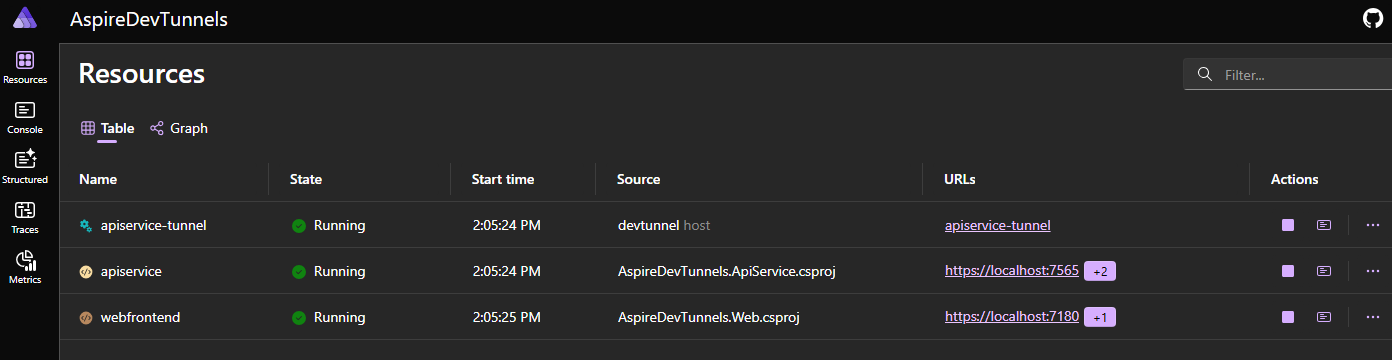 AspireDevTunnels
Resources
Filter...
Resources
Console
Structured
Traces
Metrics
Table Graph
Name State Start time Source URLs Actions
apiservice-tunnel Running 2:05:24 PM devtunnel host apiservice-tunnel
apiservice Running 2:05:24 PM AspireDevTunnels.ApiService.csproj https://localhost:7565 +2
webfrontend Running 2:05:25 PM AspireDevTunnels.Web.csproj https://localhost:7180 +1